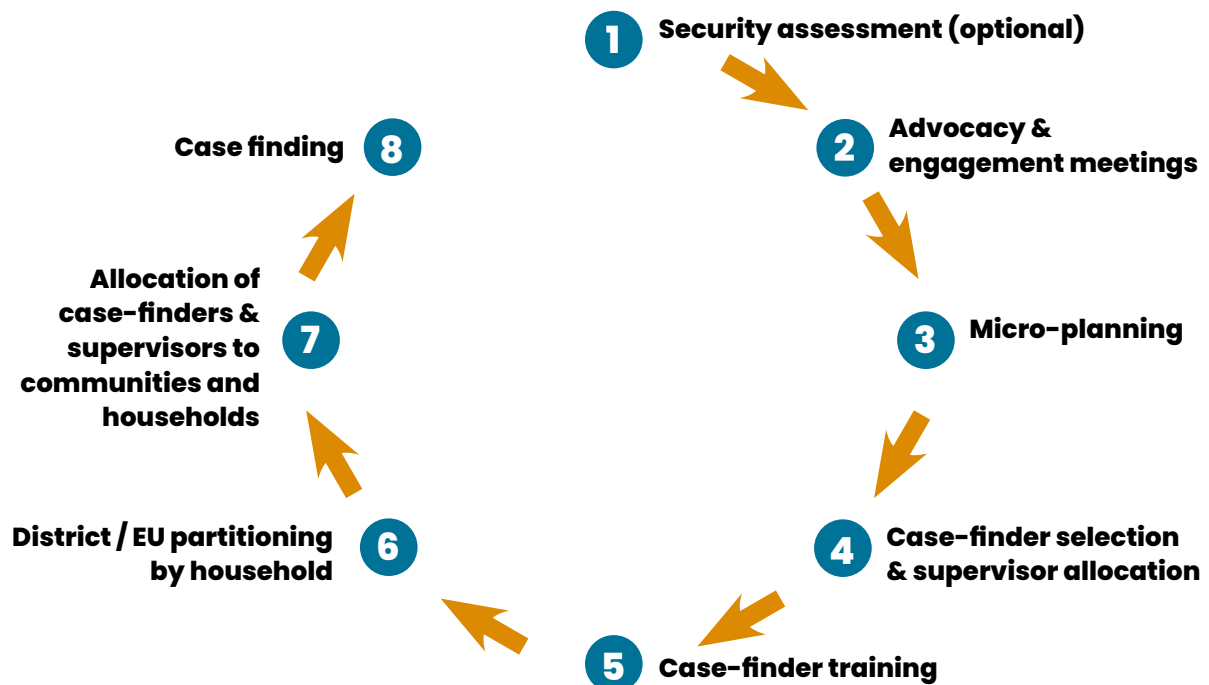 1
Security assessment (optional)
2
Advocacy &
engagement meetings
3
Micro-planning
4
Case-finder selection
& supervisor allocation
5
Case-finder training
6
District / EU partitioning
by household
7
Allocation of
case-finders &
supervisors to
communities and
households
8
Case finding